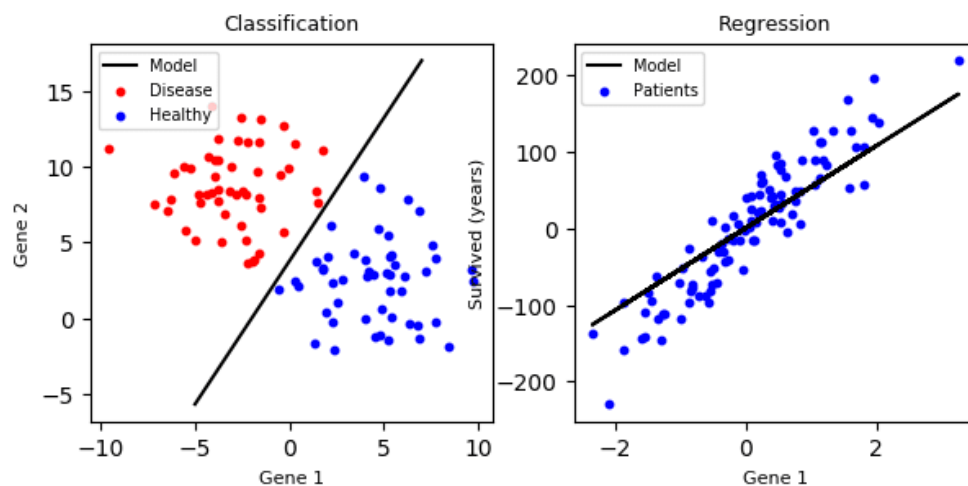 Classification
Model
Disease
Healthy
15
10
5
0
−5
Gene 2
−10
−5
0
5
10
Gene 1
Regression
Model
Patients
200
100
0
−100
−200
Survived (years)
−2
0
2
Gene 1